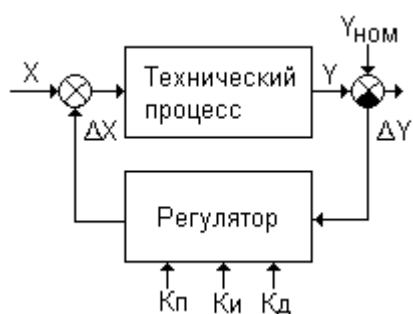 Yном
X
Технический
процесс
Y
ΔX
ΔY
Регулятор
Кп Ки Кд